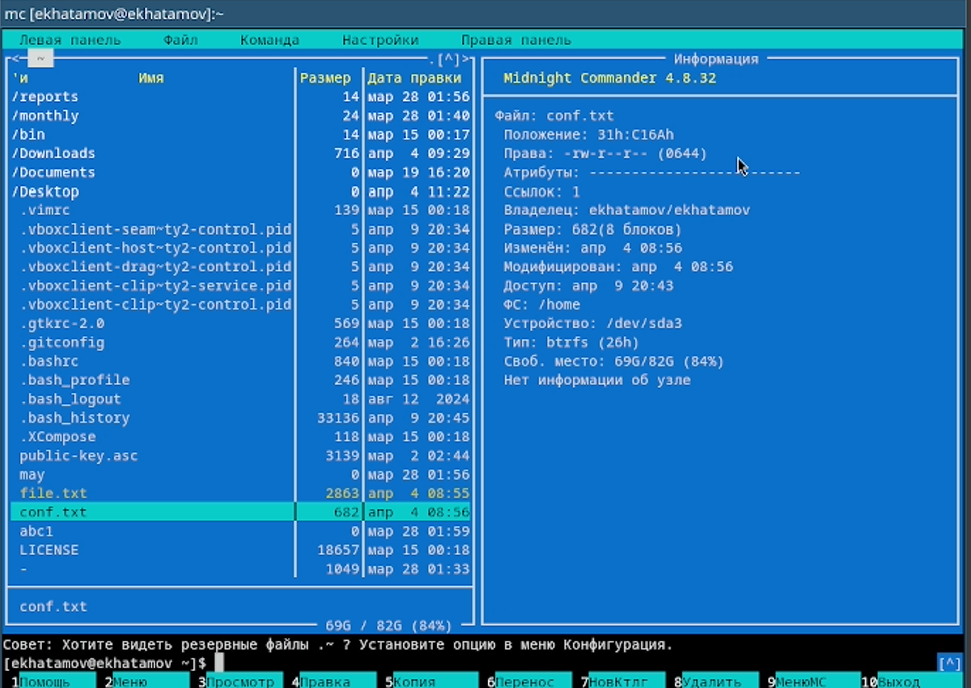 mc [ekhatamov@ekhatamov]:~
Левая панель Файл Команда Настройки Правая панель
<- ~ .[^]>
'и Имя Размер Дата правки
/reports 14 мар 28 01:56
/monthly 24 мар 28 01:40
/bin 14 мар 15 00:17
/Downloads 716 апр 4 09:29
/Documents 0 мар 19 16:20
/Desktop 0 апр 4 11:22
.vimrc 139 мар 15 00:18
.vboxclient-seam~ty2-control.pid 5 апр 9 20:34
.vboxclient-host~ty2-control.pid 5 апр 9 20:34
.vboxclient-drag~ty2-control.pid 5 апр 9 20:34
.vboxclient-clip~ty2-service.pid 5 апр 9 20:34
.vboxclient-clip~ty2-control.pid 5 апр 9 20:34
.gtkrc-2.0 569 мар 15 00:18
.gitconfig 264 мар 2 16:26
.bashrc 840 мар 15 00:18
.bash_profile 246 мар 15 00:18
.bash_logout 18 авг 12 2024
.bash_history 33136 апр 9 20:45
.XCompose 118 мар 15 00:18
public-key.asc 3139 мар 2 02:44
may 0 мар 28 01:56
file.txt 2863 апр 4 08:55
conf.txt 682 апр 4 08:56
abc1 0 мар 28 01:59
LICENSE 18657 мар 15 00:18
- 1049 мар 28 01:33
conf.txt
69G / 82G (84%)
Информация
Midnight Commander 4.8.32
Файл: conf.txt
Положение: 31h:C16Ah
Права: -rw-r--r-- (0644)
Атрибуты: -------------------------
Ссылок: 1
Владелец: ekhatamov/ekhatamov
Размер: 682(8 блоков)
Изменён: апр 4 08:56
Модифицирован: апр 4 08:56
Доступ: апр 9 20:43
ФС: /home
Устройство: /dev/sda3
Тип: btrfs (26h)
Своб. место: 69G/82G (84%)
Нет информации об узле
Совет: Хотите видеть резервные файлы .~ ? Установите опцию в меню Конфигурация.
[ekhatamov@ekhatamov ~]$ [^]
1Помощь 2Меню 3Просмотр 4Правка 5Копия 6Перенос 7НовКтлг 8Удалить 9МенюMC 10Выход